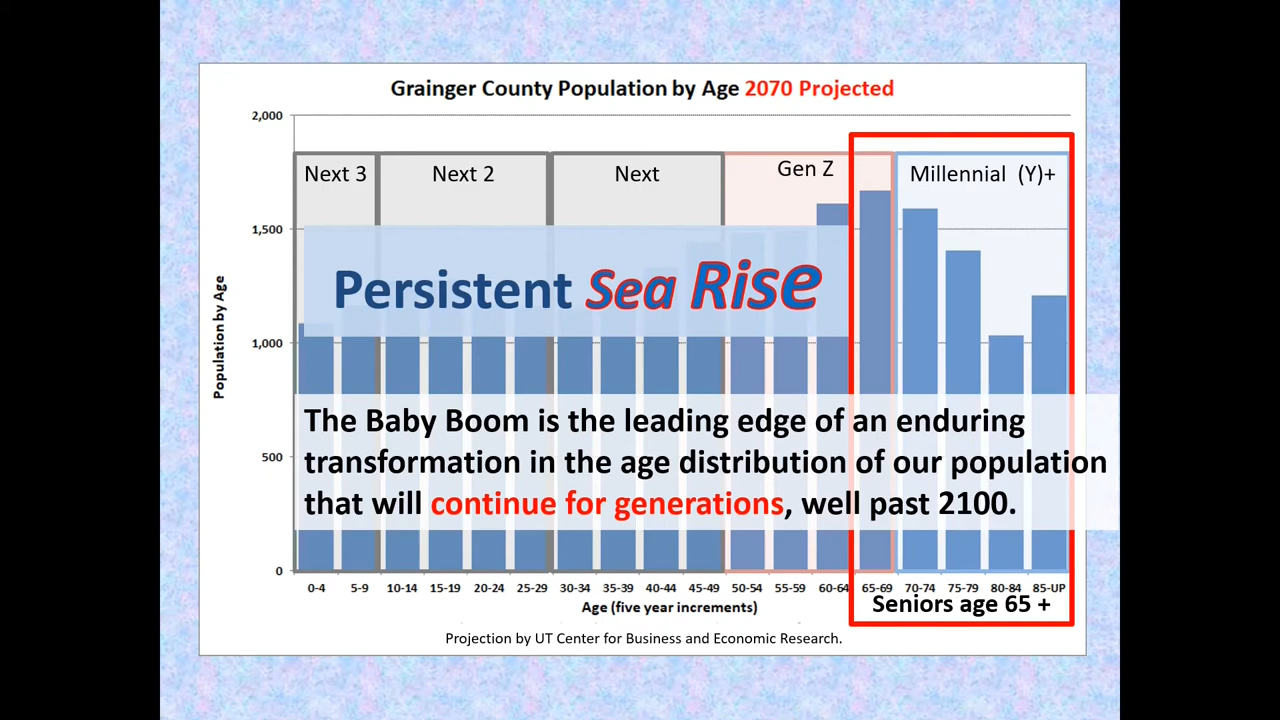 Grainger County Population by Age 2070 Projected
2,000
1,500
1,000
500
0
Population by Age
Next 3
Next 2
Next
Gen Z
Millennial (Y)+
Persistent Sea Rise
The Baby Boom is the leading edge of an enduring
transformation in the age distribution of our population
that will continue for generations, well past 2100.
0-4 5-9 10-14 15-19 20-24 25-29 30-34 35-39 40-44 45-49 50-54 55-59 60-64 65-69 70-74 75-79 80-84 85-UP
Age (five year increments)
Seniors age 65 +
Projection by UT Center for Business and Economic Research.